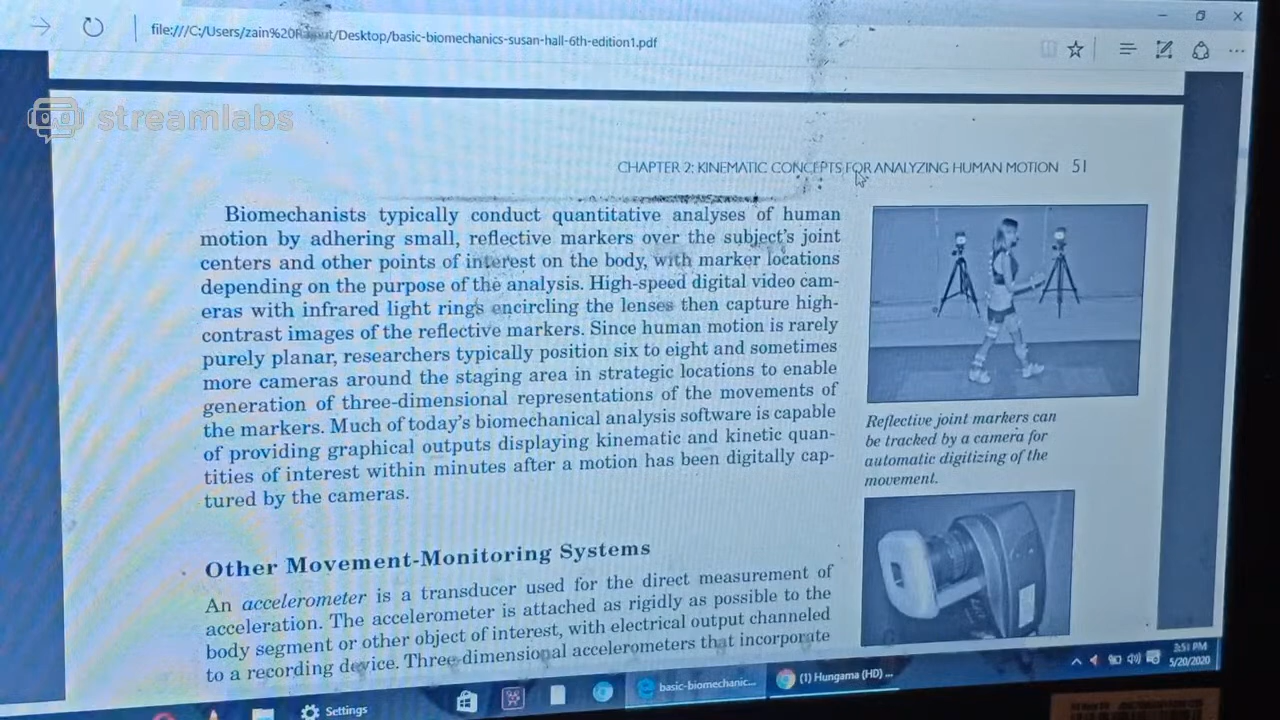 file:///C:/Users/zain%20Rajput/Desktop/basic-biomechanics-susan-hall-6th-edition1.pdf
streamlabs
CHAPTER 2: KINEMATIC CONCEPTS FOR ANALYZING HUMAN MOTION 51
Biomechanists typically conduct quantitative analyses of human
motion by adhering small, reflective markers over the subject's joint
centers and other points of interest on the body, with marker locations
depending on the purpose of the analysis. High-speed digital video cam-
eras with infrared light rings encircling the lenses then capture high-
contrast images of the reflective markers. Since human motion is rarely
purely planar, researchers typically position six to eight and sometimes
more cameras around the staging area in strategic locations to enable
generation of three-dimensional representations of the movements of
the markers. Much of today's biomechanical analysis software is capable
of providing graphical outputs displaying kinematic and kinetic quan-
tities of interest within minutes after a motion has been digitally cap-
tured by the cameras.
Reflective joint markers can
be tracked by a camera for
automatic digitizing of the
movement.
Other Movement-Monitoring Systems
An accelerometer is a transducer used for the direct measurement of
acceleration. The accelerometer is attached as rigidly as possible to the
body segment or other object of interest, with electrical output channeled
to a recording device. Three-dimensional accelerometers that incorporate
Settings
basic-biomechanic...
(1) Hungama (HD) ...
3:51 PM
5/20/2020